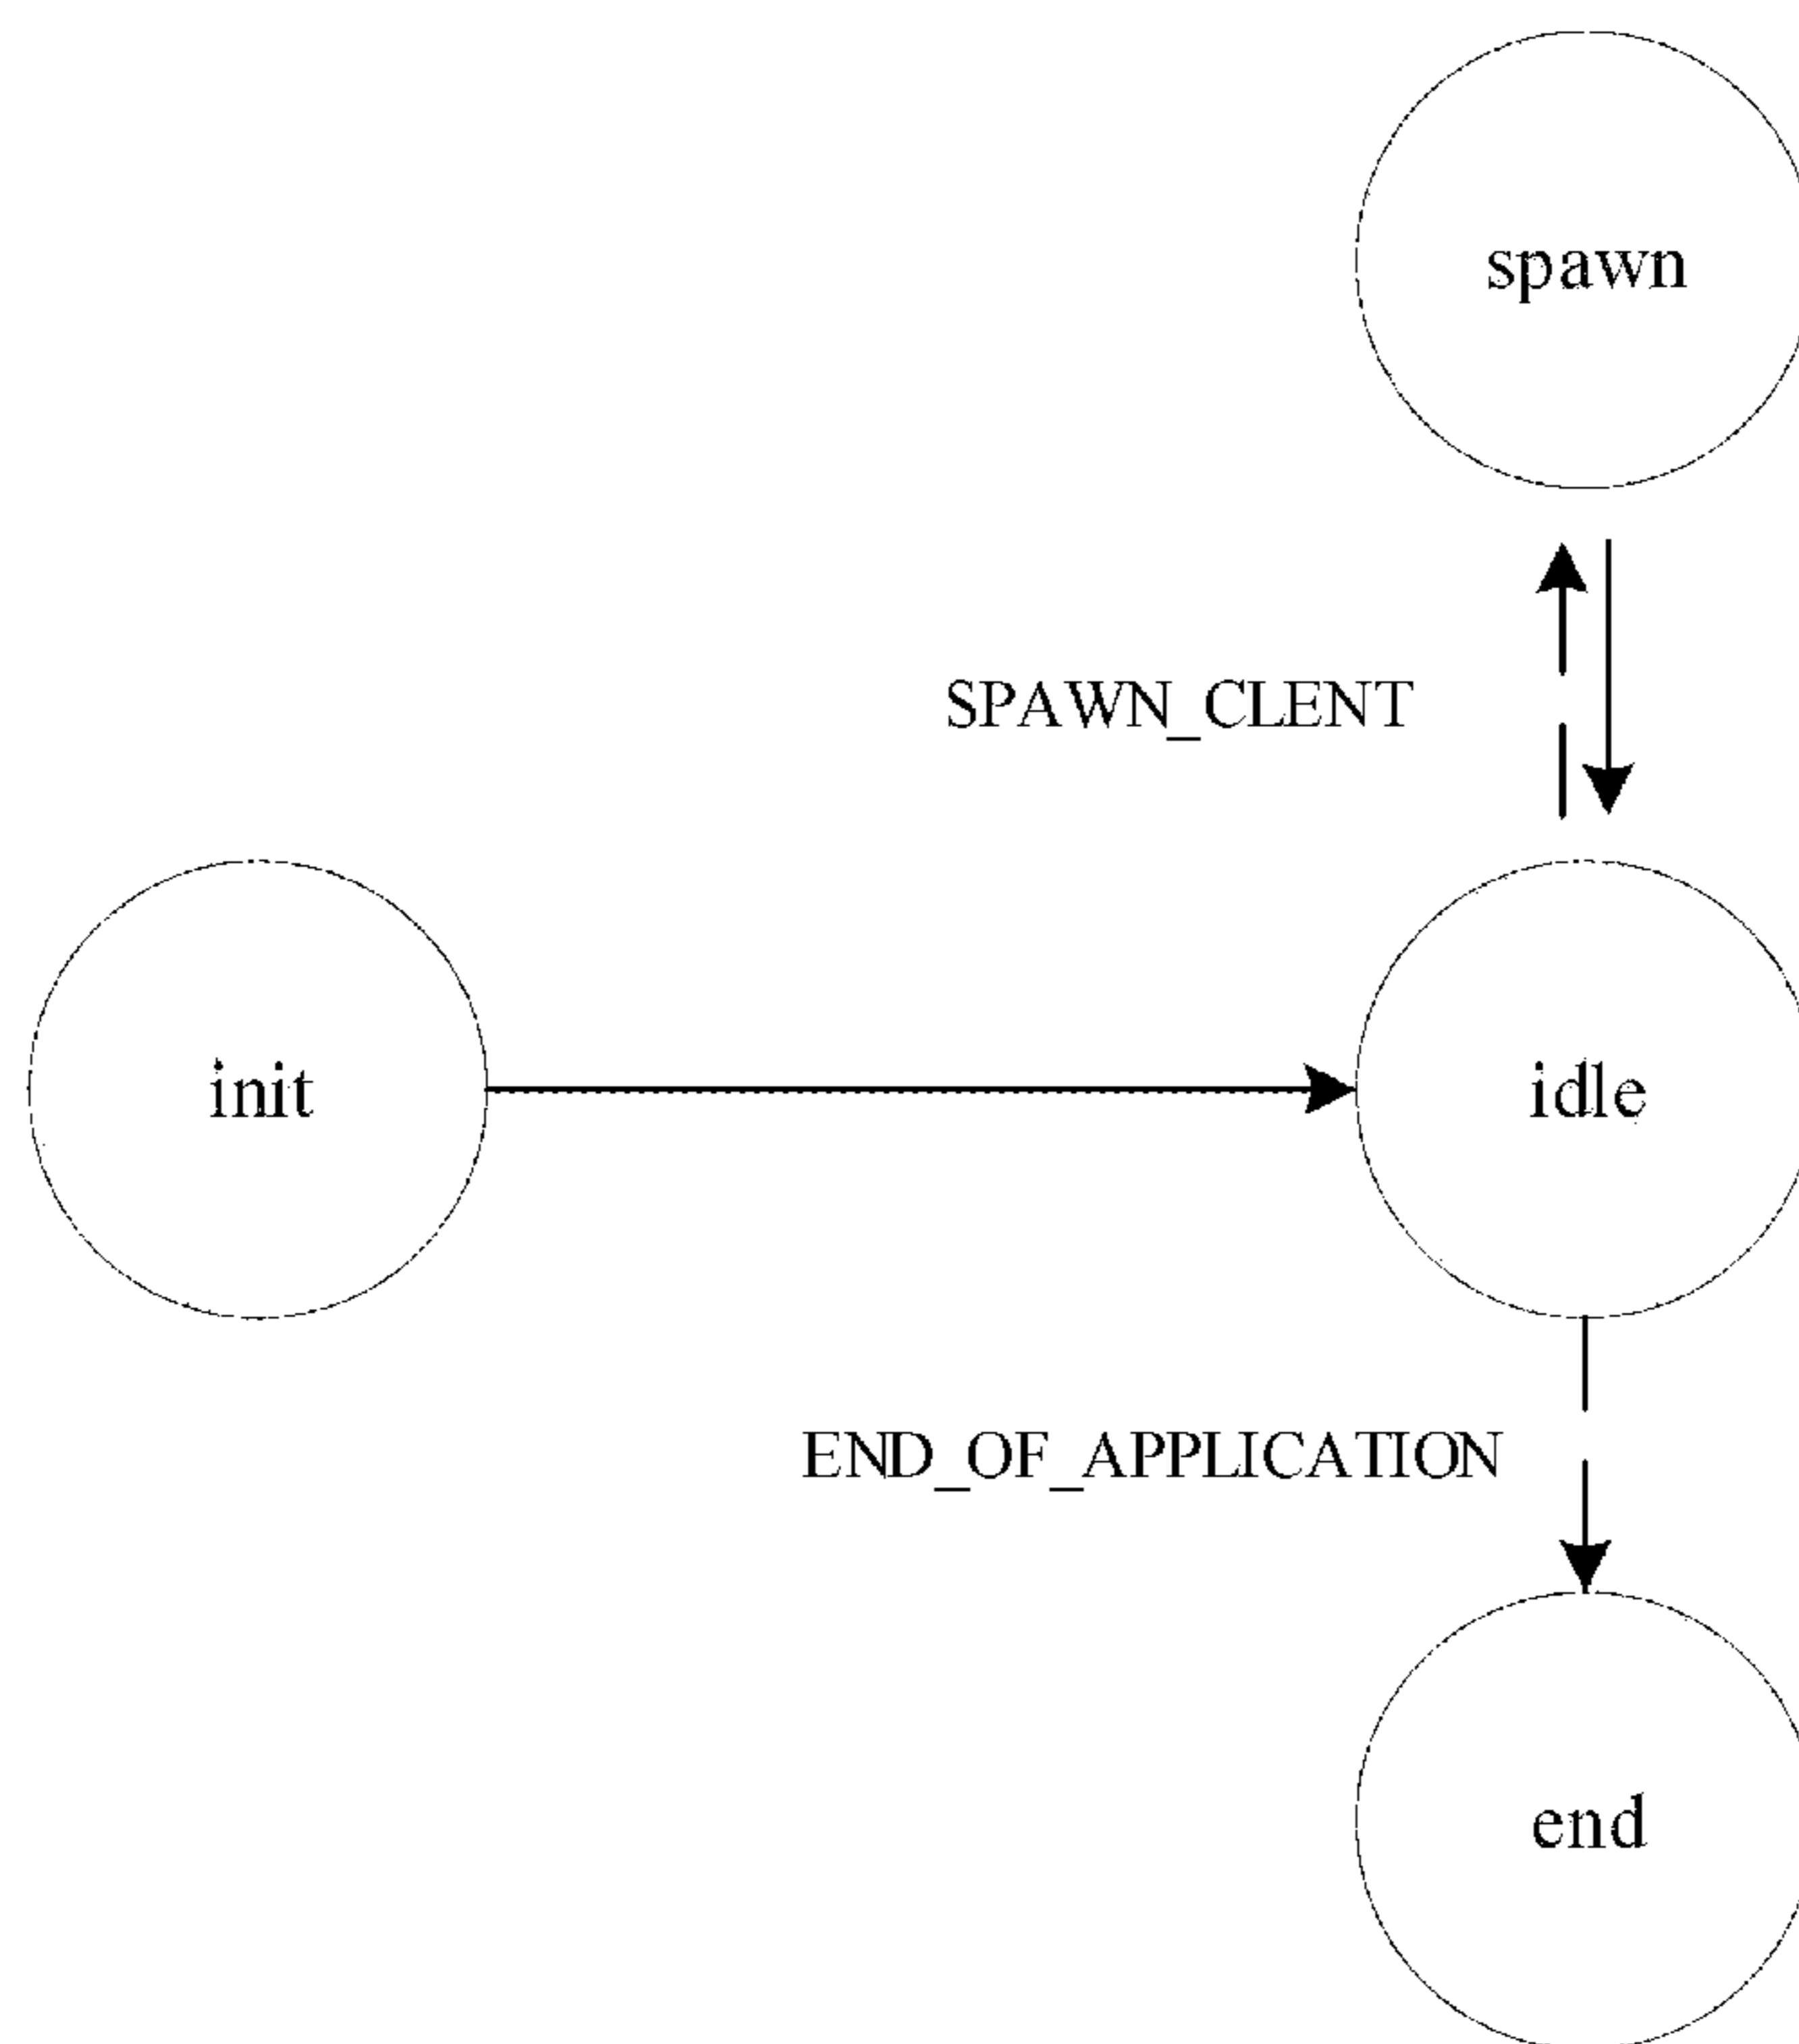 spawn
SPAWN_CLENT
init
idle
END_OF_APPLICATION
end